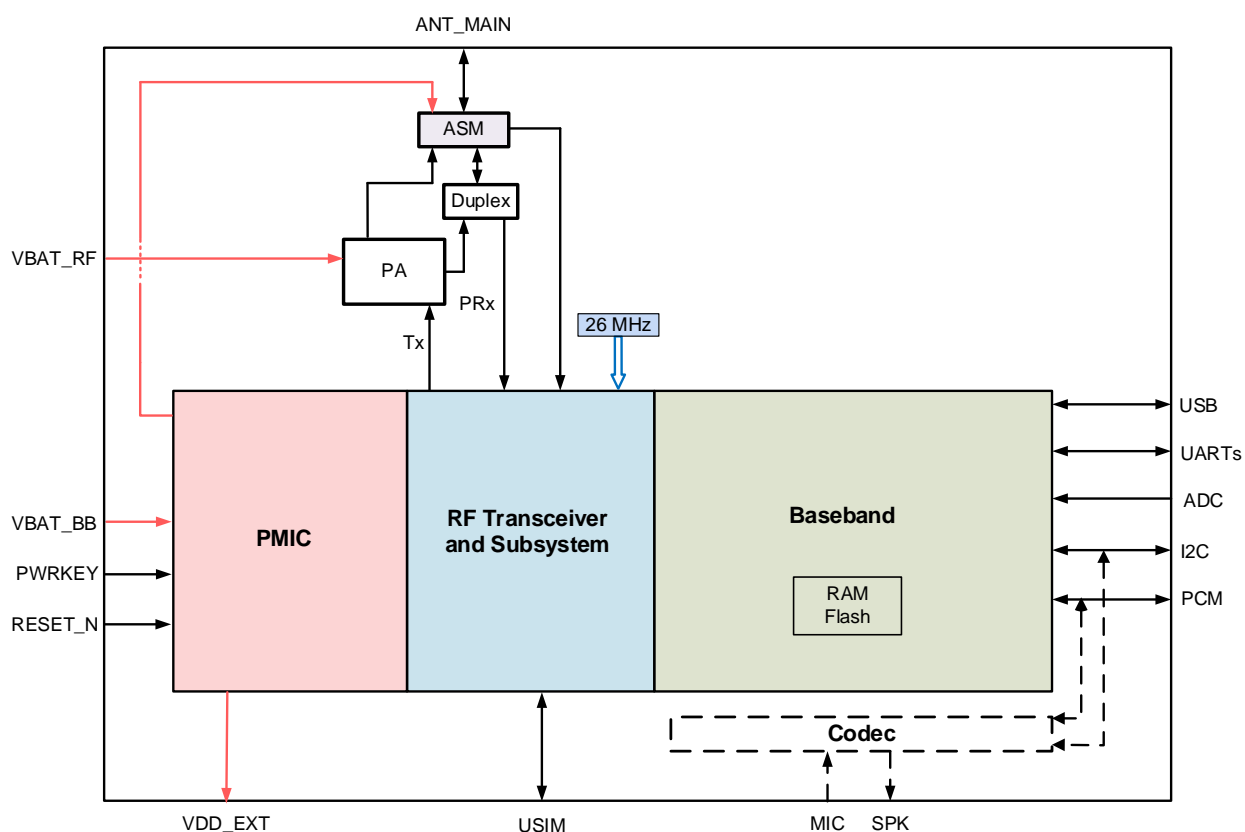 ANT_MAIN
ASM
Duplex
VBAT_RF
PA
PRx
26 MHz
Tx
USB
UARTs
ADC
VBAT_BB
PMIC
RF Transceiver
and Subsystem
Baseband
I2C
PWRKEY
RAM
Flash
PCM
RESET_N
Codec
VDD_EXT
USIM
MIC
SPK